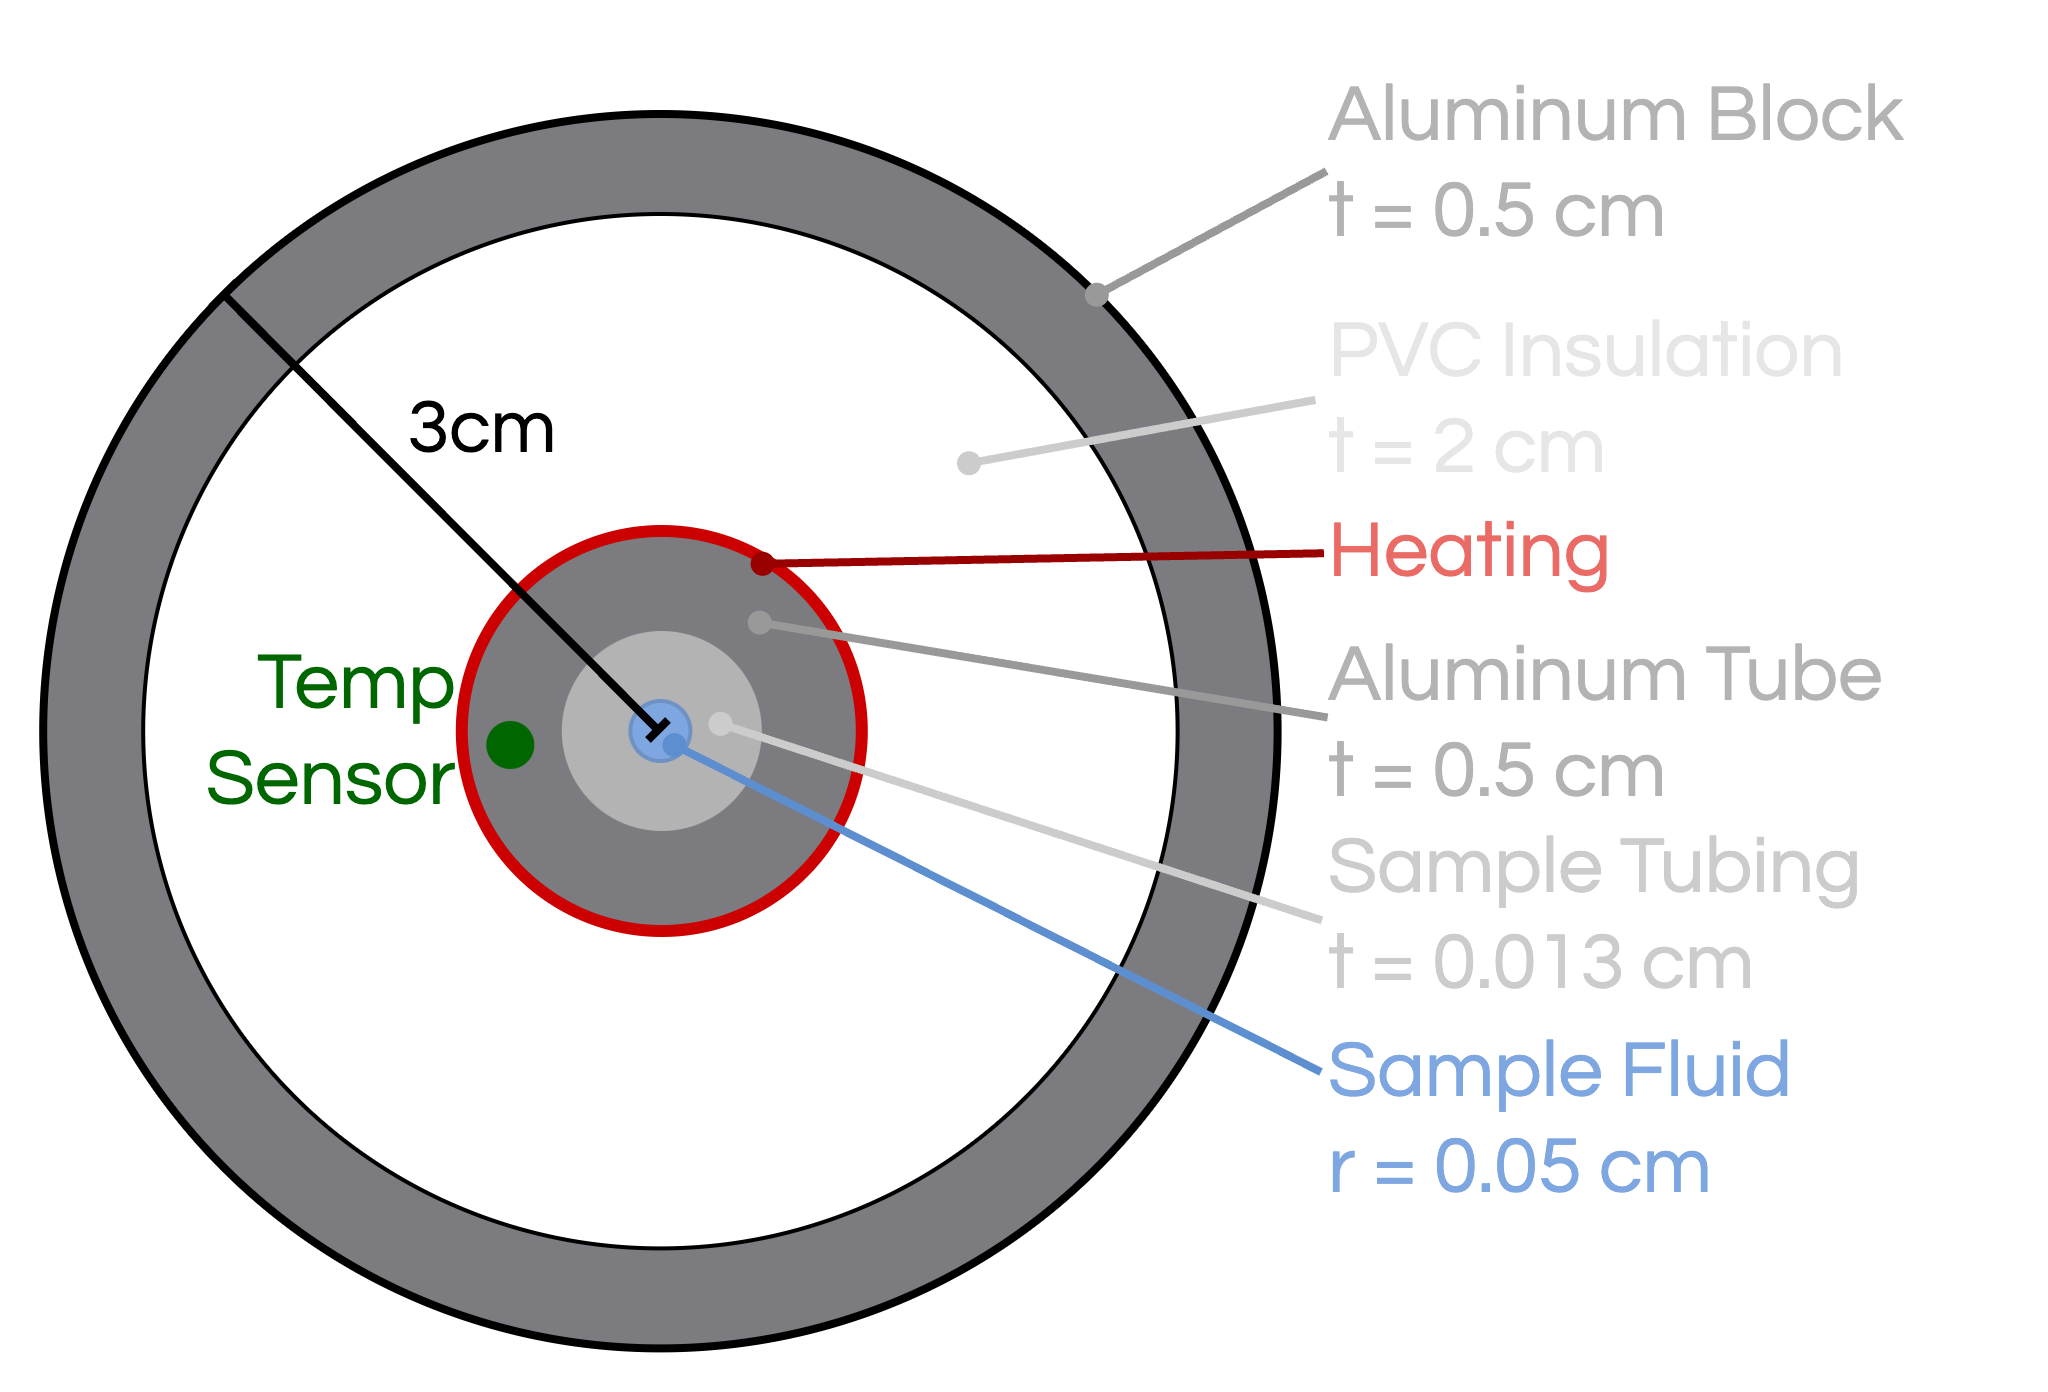 Aluminum Block
t = 0.5 cm
PVC Insulation
t = 2 cm
3cm
Heating
Temp
Sensor
Aluminum Tube
t = 0.5 cm
Sample Tubing
t = 0.013 cm
Sample Fluid
r = 0.05 cm